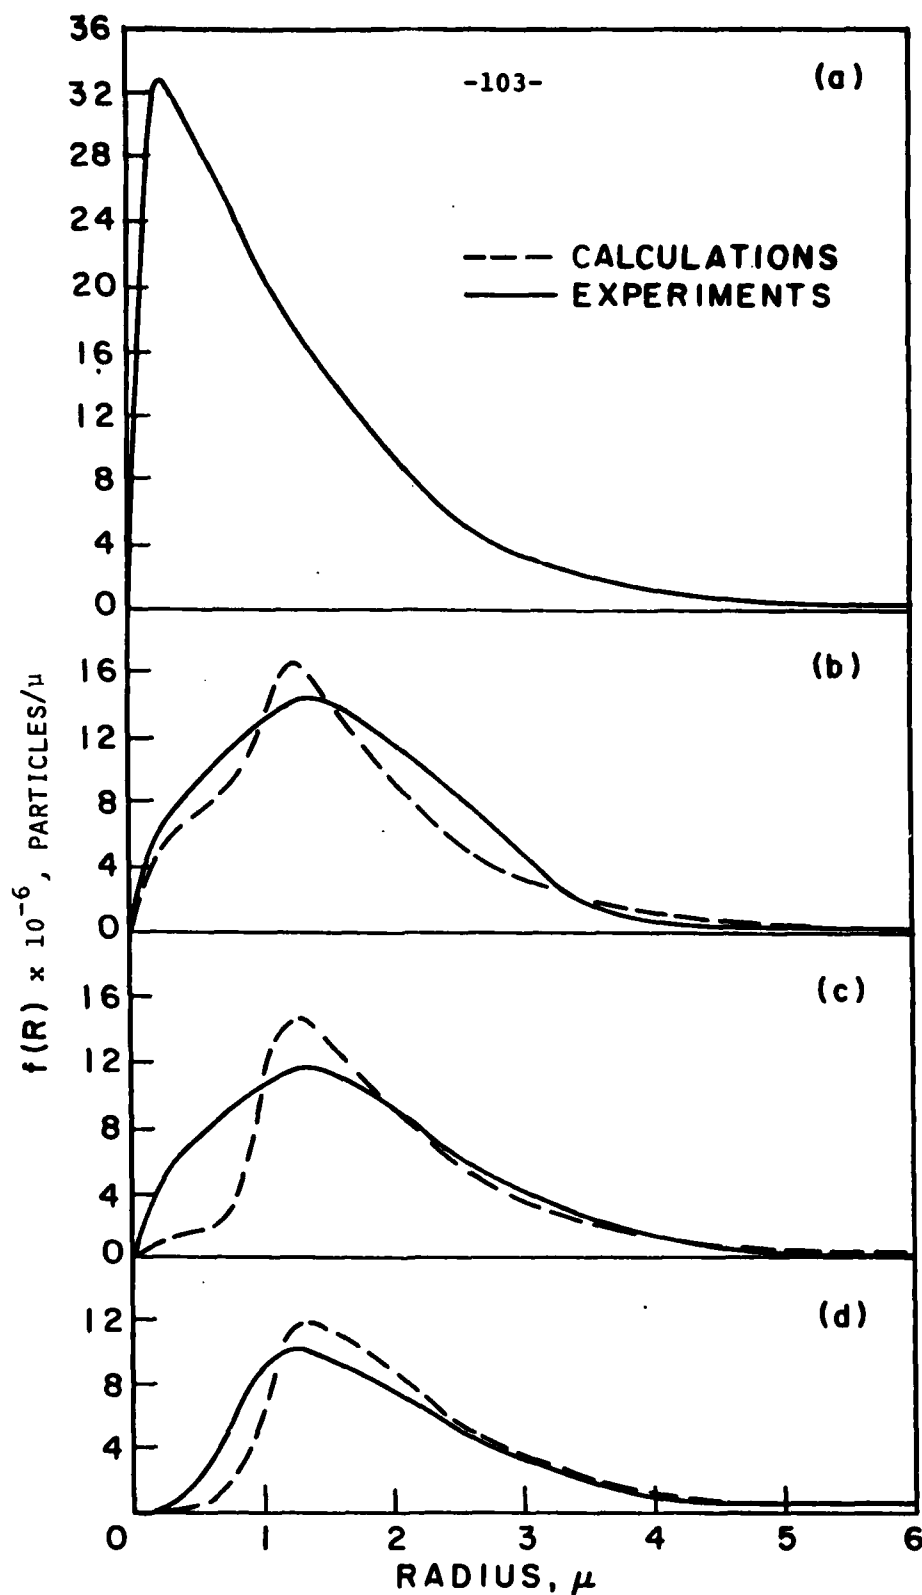 36
-103-
(a)
32
28
24
CALCULATIONS
20
EXPERIMENTS
16
12
8
4
0
f(R) x 10⁻⁶, PARTICLES/μ
16
(b)
12
8
4
0
16
(c)
12
8
4
0
12
(d)
8
4
0 1 2 3 4 5 6
RADIUS, μ